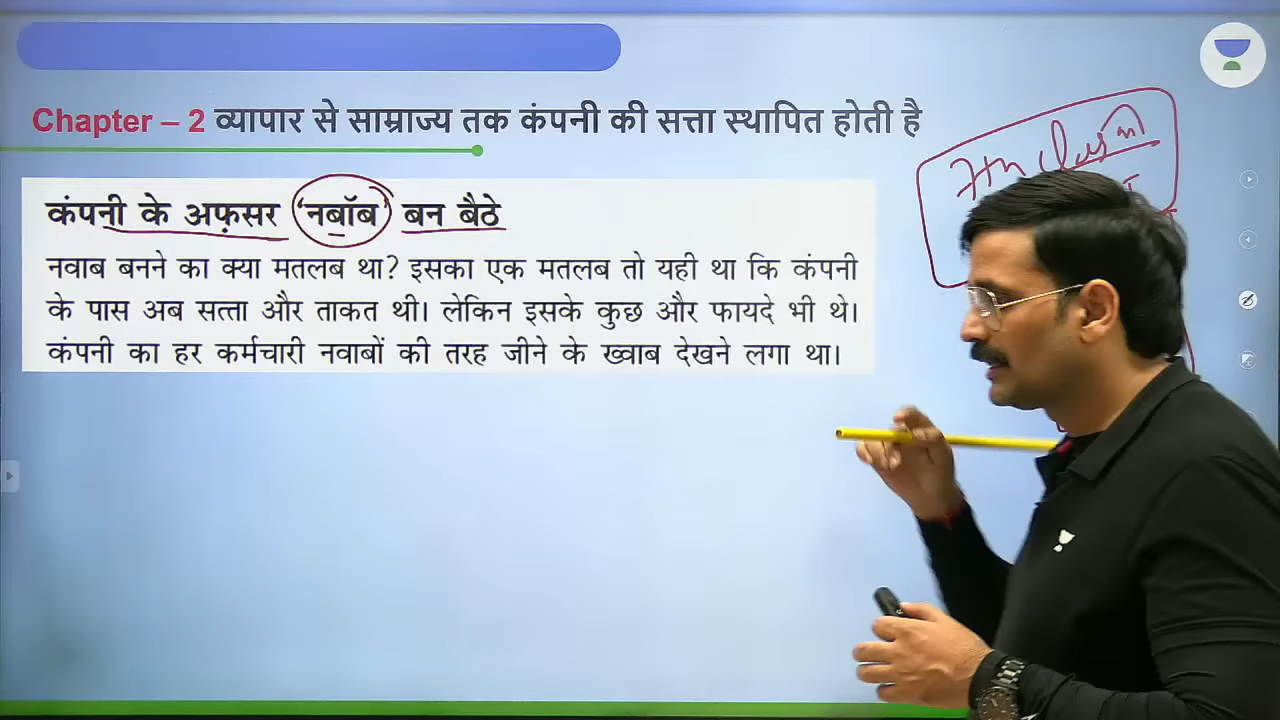 Chapter – 2 व्यापार से साम्राज्य तक कंपनी की सत्ता स्थापित होती है
कंपनी के अफ़सर 'नबॉब' बन बैठे
नवाब बनने का क्या मतलब था? इसका एक मतलब तो यही था कि कंपनी
के पास अब सत्ता और ताकत थी। लेकिन इसके कुछ और फायदे भी थे।
कंपनी का हर कर्मचारी नवाबों की तरह जीने के ख्वाब देखने लगा था।